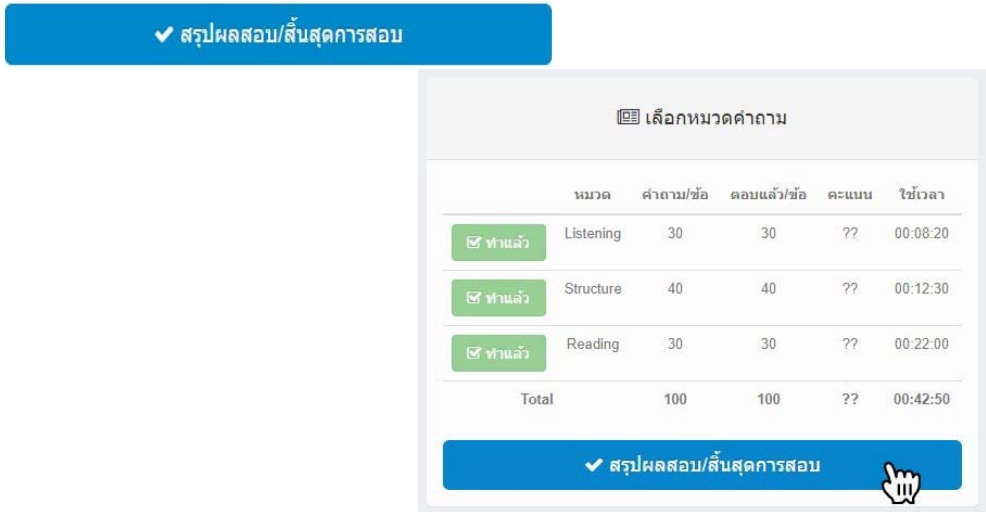 สรุปผลสอบ/สิ้นสุดการสอบ
เลือกหมวดคำถาม
หมวด คำถาม/ข้อ ตอบแล้ว/ข้อ คะแนน ใช้เวลา
ทำแล้ว Listening 30 30 ?? 00:08:20
ทำแล้ว Structure 40 40 ?? 00:12:30
ทำแล้ว Reading 30 30 ?? 00:22:00
Total 100 100 ?? 00:42:50
สรุปผลสอบ/สิ้นสุดการสอบ